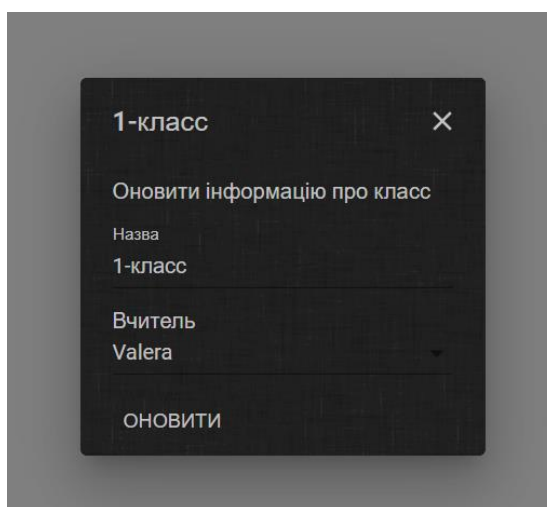 1-класс
Оновити інформацію про класс
Назва
1-класс
Вчитель
Valera
ОНОВИТИ